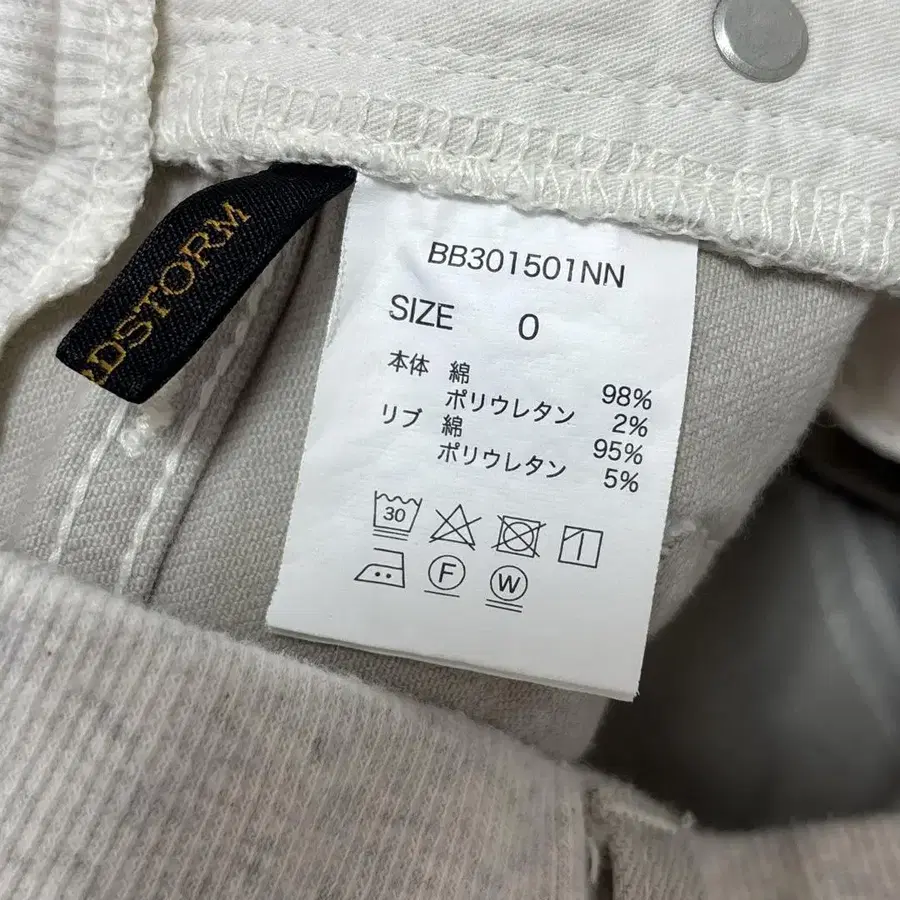 DSTORM
BB301501NN
SIZE 0
本体 綿 98%
ポリウレタン 2%
リブ 綿 95%
ポリウレタン 5%
30
F W